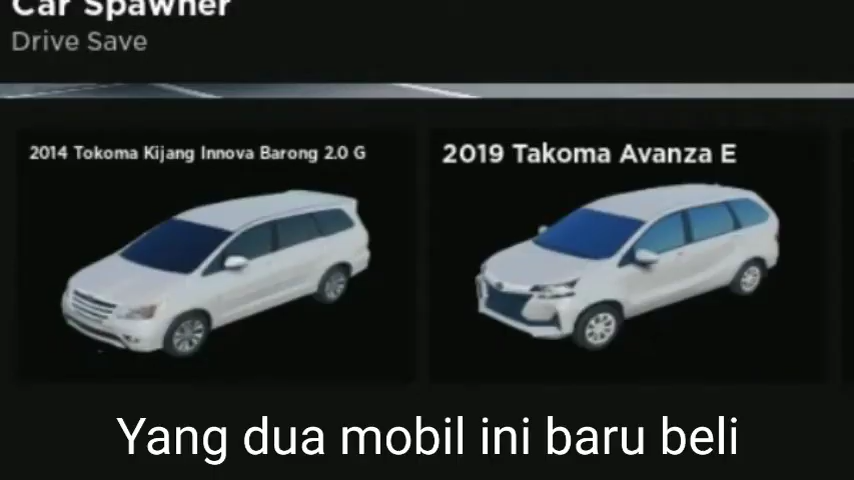 Car Spawner
Drive Save
2014 Tokoma Kijang Innova Barong 2.0 G
2019 Takoma Avanza E
Yang dua mobil ini baru beli